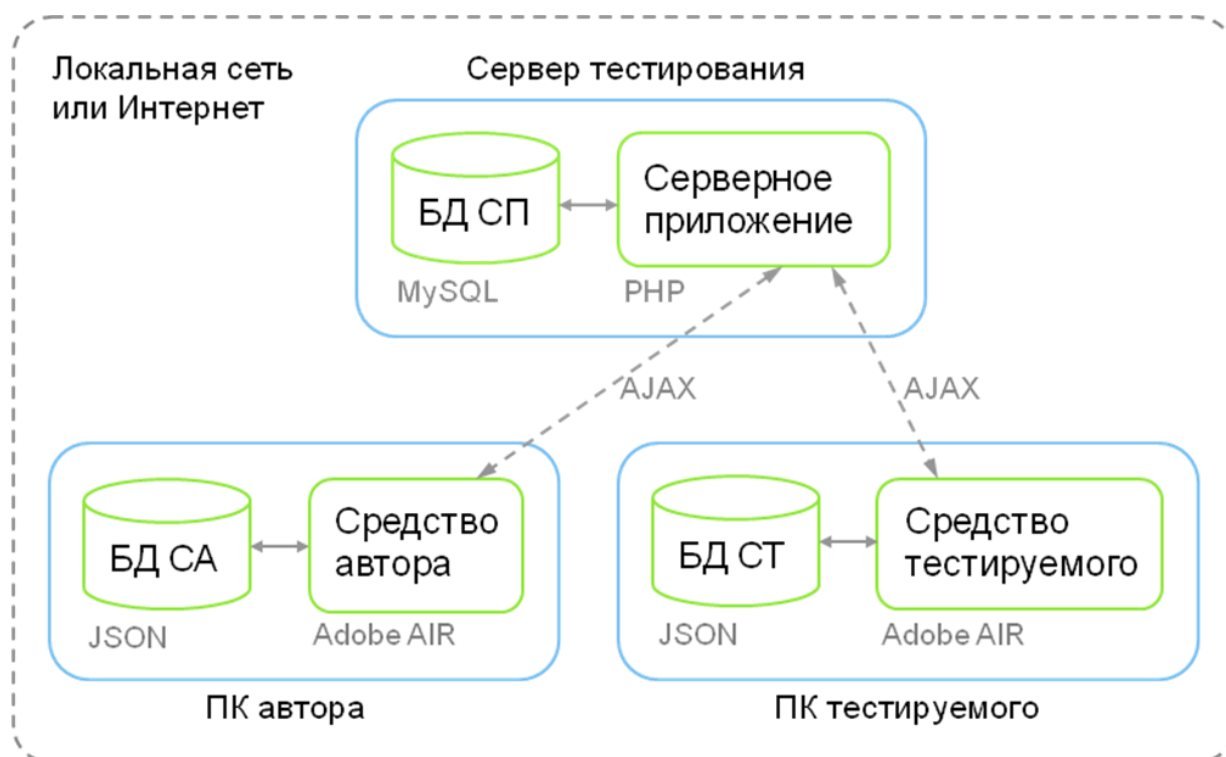 Локальная сеть
или Интернет
Сервер тестирования
БД СП
Серверное
приложение
MySQL
PHP
AJAX
AJAX
БД СА
Средство
автора
JSON
Adobe AIR
ПК автора
БД СТ
Средство
тестируемого
JSON
Adobe AIR
ПК тестируемого